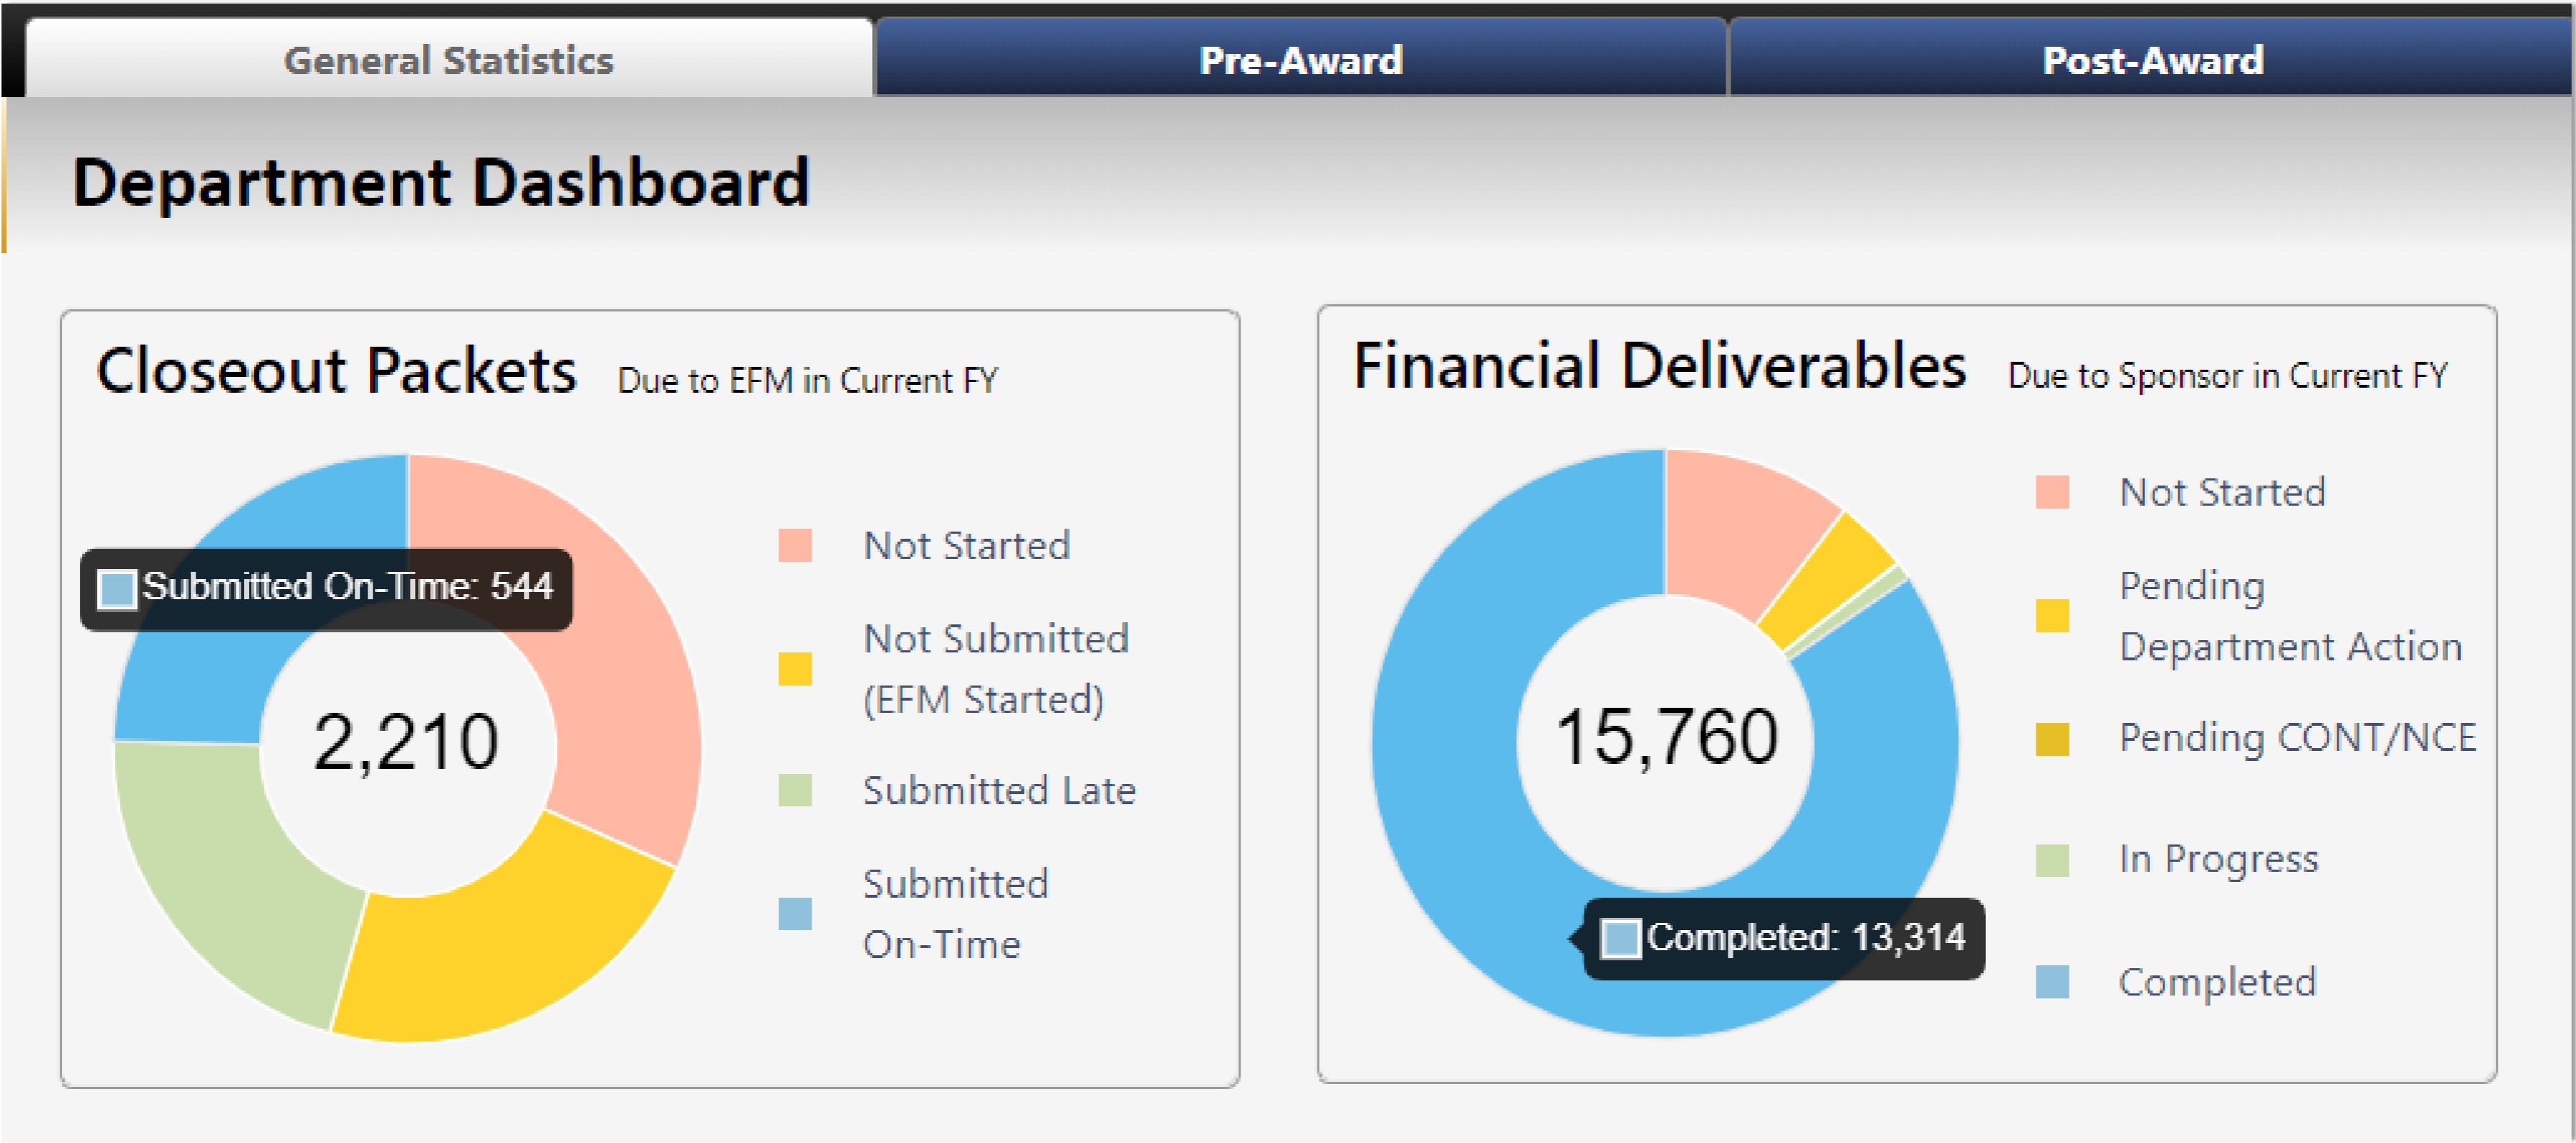 General Statistics
Pre-Award
Post-Award
Department Dashboard
Closeout Packets Due to EFM in Current FY
Submitted On-Time: 544
2,210
Not Started
Not Submitted
(EFM Started)
Submitted Late
Submitted
On-Time
Financial Deliverables Due to Sponsor in Current FY
15,760
Completed: 13,314
Not Started
Pending
Department Action
Pending CONT/NCE
In Progress
Completed